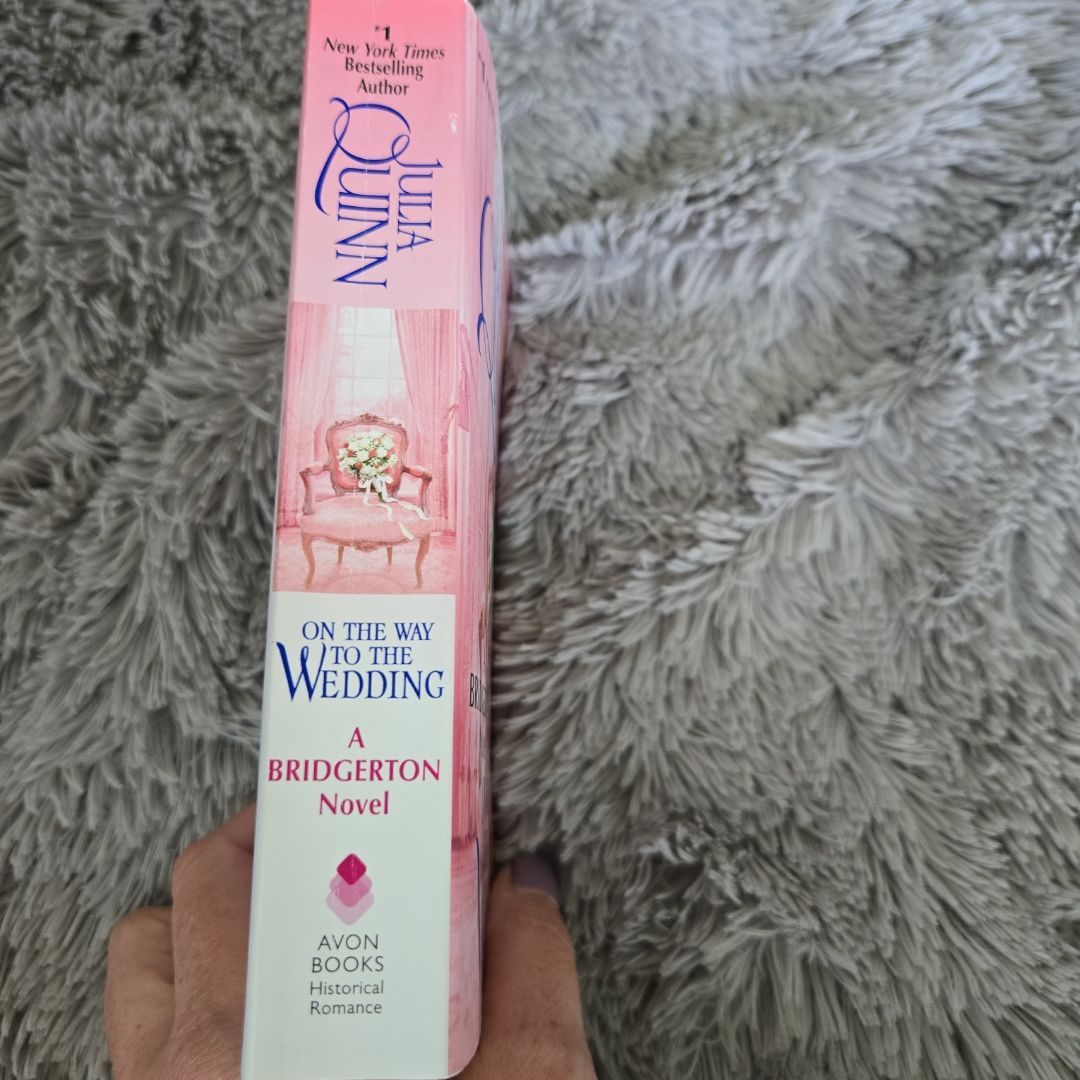 #1
New York Times
Bestselling
Author
JULIA
QUINN
ON THE WAY
TO THE
WEDDING
A
BRIDGERTON
Novel
AVON
BOOKS
Historical
Romance